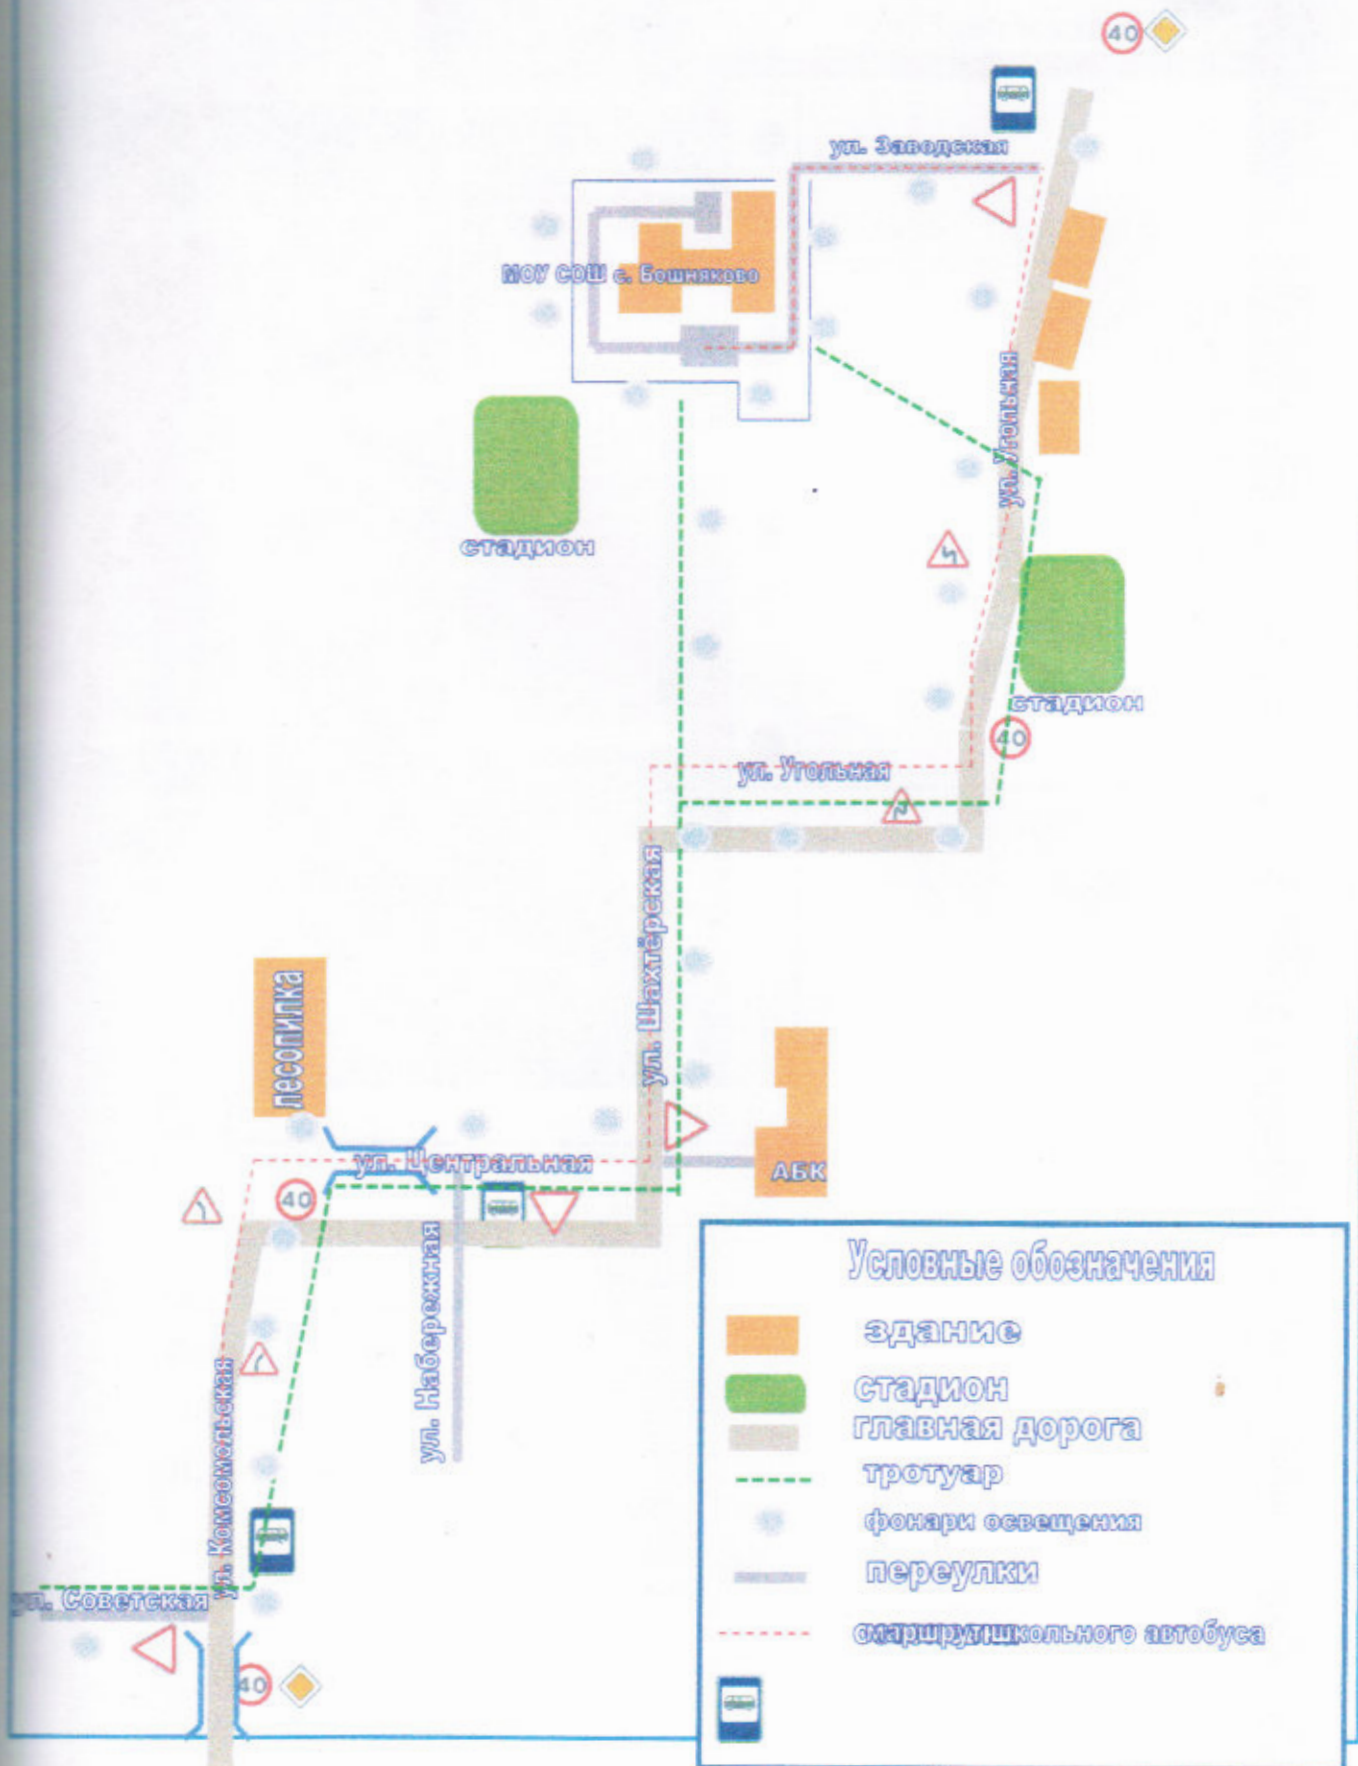 40
ул. Заводская
МОУ СОШ с. Бошняково
ул. Угольная
стадион
стадион
40
ул. Угольная
ул. Шахтёрская
лесопилка
ул. Центральная
АБК
40
ул. Набережная
ул. Комсомольская
ул. Советская
40
Условные обозначения
здание
стадион
главная дорога
тротуар
фонари освещения
переулки
школьного автобуса